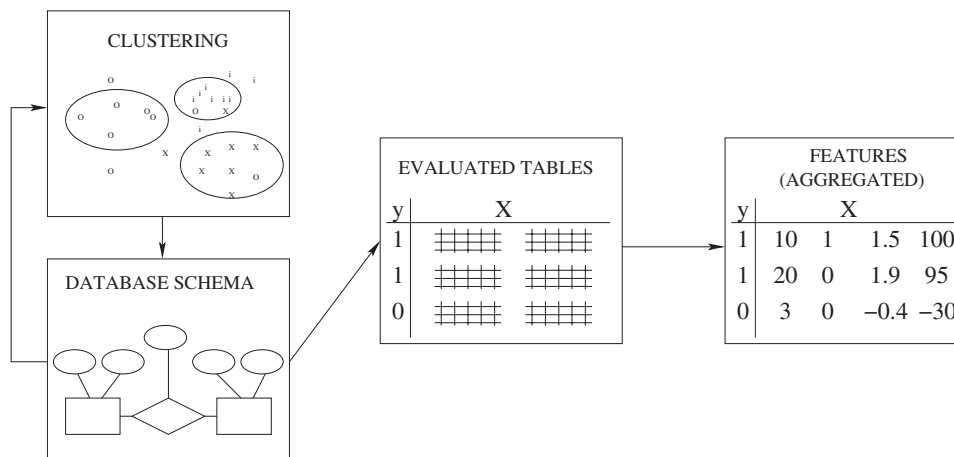 CLUSTERING
o i i
i
o i
i i i i
o o o o X
i
o
X X X X
X X o
o
X
DATABASE SCHEMA
EVALUATED TABLES
y X
1
1
0
FEATURES
(AGGREGATED)
y X
1 10 1 1.5 100
1 20 0 1.9 95
0 3 0 −0.4 −30